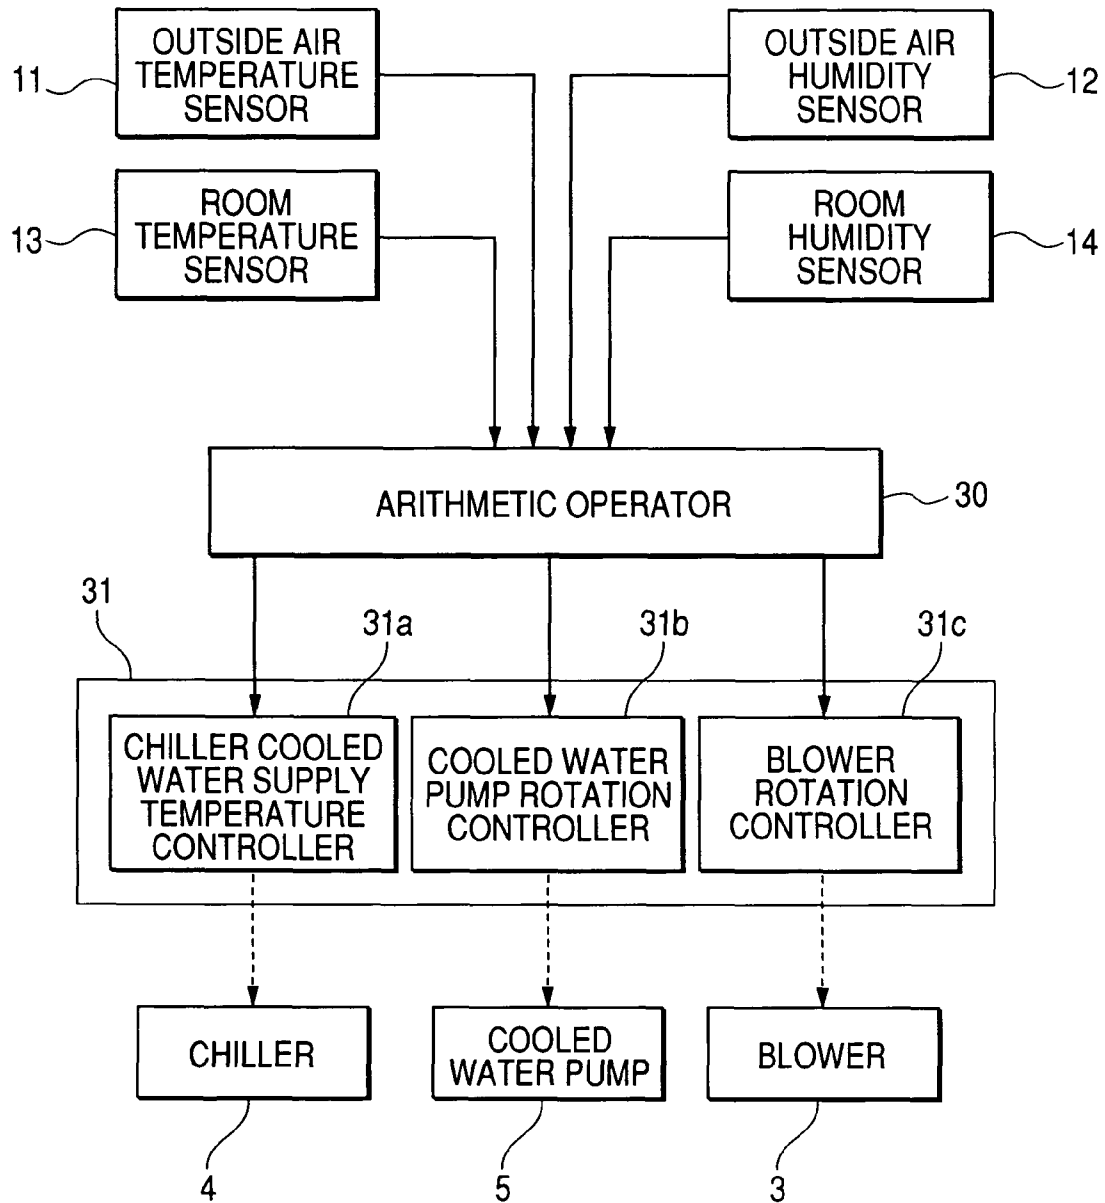 OUTSIDE AIR
TEMPERATURE
SENSOR
11
OUTSIDE AIR
HUMIDITY
SENSOR
12
ROOM
TEMPERATURE
SENSOR
13
ROOM
HUMIDITY
SENSOR
14
ARITHMETIC OPERATOR
30
31
31a
31b
31c
CHILLER COOLED
WATER SUPPLY
TEMPERATURE
CONTROLLER
COOLED WATER
PUMP ROTATION
CONTROLLER
BLOWER
ROTATION
CONTROLLER
CHILLER
COOLED
WATER PUMP
BLOWER
4
5
3